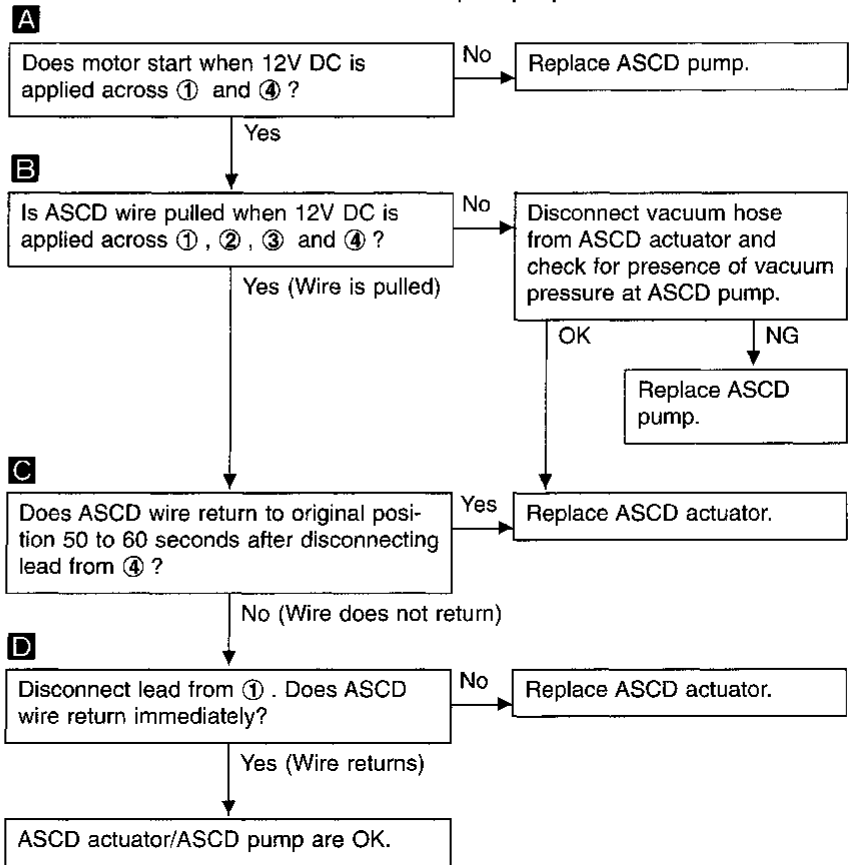 A
Does motor start when 12V DC is
applied across ① and ④ ?
No
Replace ASCD pump.
Yes
B
Is ASCD wire pulled when 12V DC is
applied across ① , ② , ③ and ④ ?
No
Disconnect vacuum hose
from ASCD actuator and
check for presence of vacuum
pressure at ASCD pump.
Yes (Wire is pulled)
OK
NG
Replace ASCD
pump.
C
Does ASCD wire return to original posi-
tion 50 to 60 seconds after disconnecting
lead from ④ ?
Yes
Replace ASCD actuator.
No (Wire does not return)
D
Disconnect lead from ① . Does ASCD
wire return immediately?
No
Replace ASCD actuator.
Yes (Wire returns)
ASCD actuator/ASCD pump are OK.